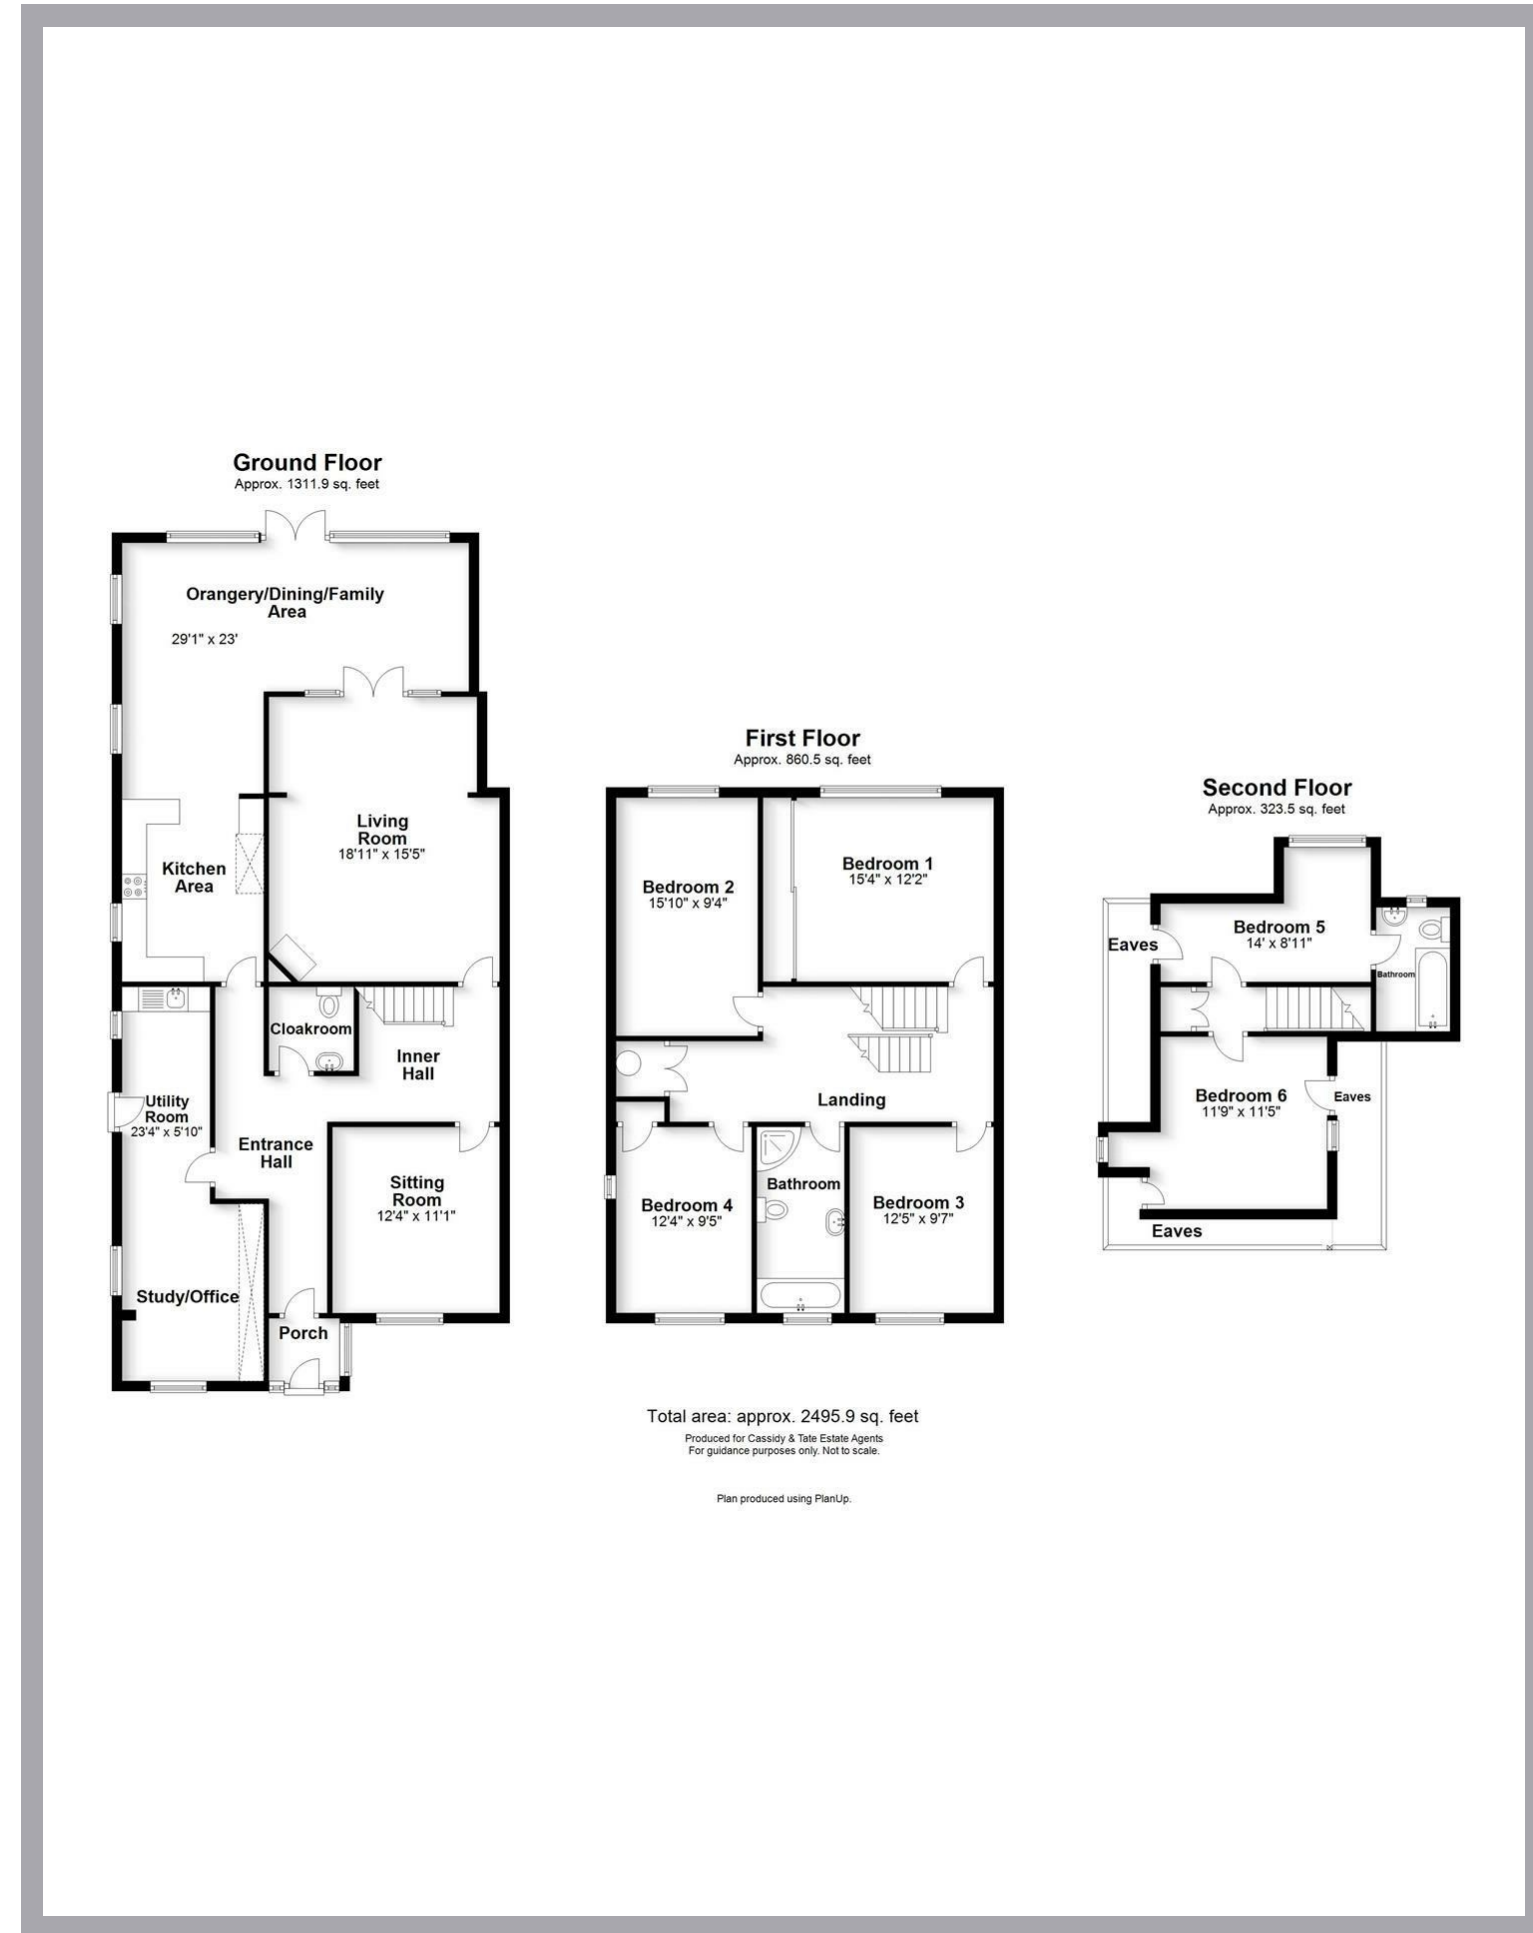 Ground Floor
Approx. 1311.9 sq. feet
Orangery/Dining/Family
Area
29'1" x 23'
Living
Room
18'11" x 15'5"
Kitchen
Area
Cloakroom
Inner
Hall
Utility
Room
23'4" x 5'10"
Entrance
Hall
Sitting
Room
12'4" x 11'1"
Study/Office
Porch
First Floor
Approx. 860.5 sq. feet
Bedroom 1
15'4" x 12'2"
Bedroom 2
15'10" x 9'4"
Landing
Bathroom
Bedroom 4
12'4" x 9'5"
Bedroom 3
12'5" x 9'7"
Second Floor
Approx. 323.5 sq. feet
Bedroom 5
14' x 8'11"
Eaves
Bathroom
Bedroom 6
11'9" x 11'5"
Eaves
Eaves
Total area: approx. 2495.9 sq. feet
Produced for Cassidy & Tate Estate Agents
For guidance purposes only. Not to scale.
Plan produced using PlanUp.